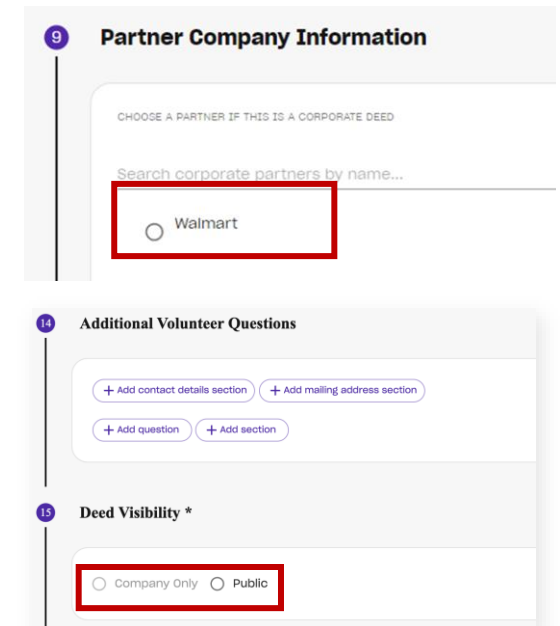 9 Partner Company Information
CHOOSE A PARTNER IF THIS IS A CORPORATE DEED
Search corporate partners by name...
Walmart
14 Additional Volunteer Questions
+ Add contact details section + Add mailing address section
+ Add question + Add section
15 Deed Visibility *
Company Only Public